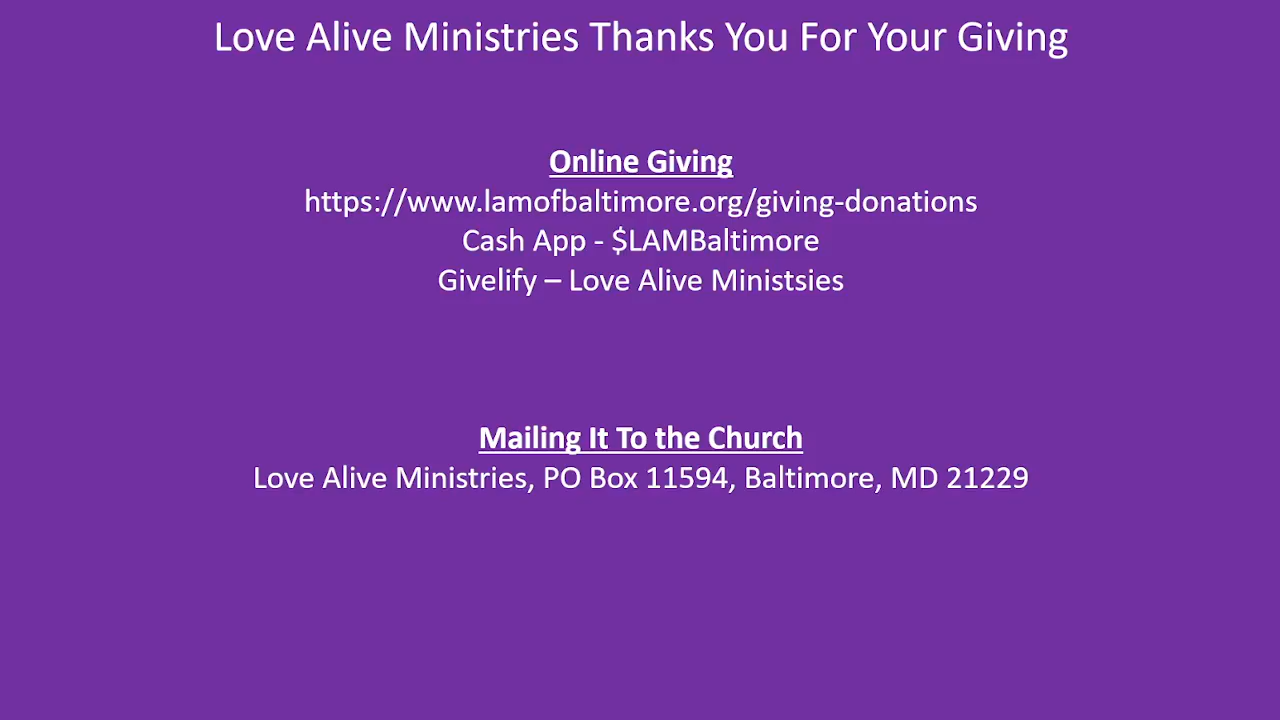 Love Alive Ministries Thanks You For Your Giving
Online Giving
https://www.lamofbaltimore.org/giving-donations
Cash App - $LAMBaltimore
Givelify – Love Alive Ministsies
Mailing It To the Church
Love Alive Ministries, PO Box 11594, Baltimore, MD 21229